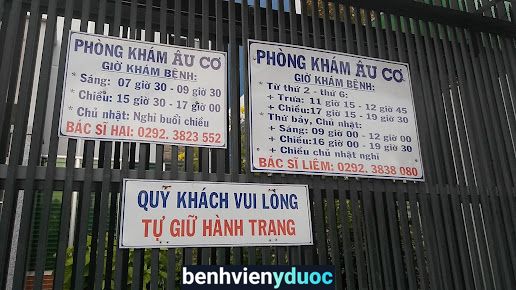 PHÒNG KHÁM ÂU CƠ
GIỜ KHÁM BỆNH:
* Sáng: 07 giờ 30 - 09 giờ 30
* Chiều: 15 giờ 30 - 17 giờ 00
* Chủ nhật: Nghỉ buổi chiều
BÁC SĨ HAI: 0292. 3823 552
PHÒNG KHÁM ÂU CƠ
GIỜ KHÁM BỆNH:
* Từ thứ 2 - thứ 6:
+ Trưa: 11 giờ 15 - 12 giờ 45
+ Chiều: 17 giờ 15 - 19 giờ 30
* Thứ bảy, Chủ nhật:
+ Sáng: 09 giờ 00 - 12 giờ 00
+ Chiều: 16 giờ 00 - 19 giờ 30
+ Chiều chủ nhật nghỉ
BÁC SĨ LIÊM: 0292. 3838 080
QUÝ KHÁCH VUI LÒNG
TỰ GIỮ HÀNH TRANG
benhvienyduoc